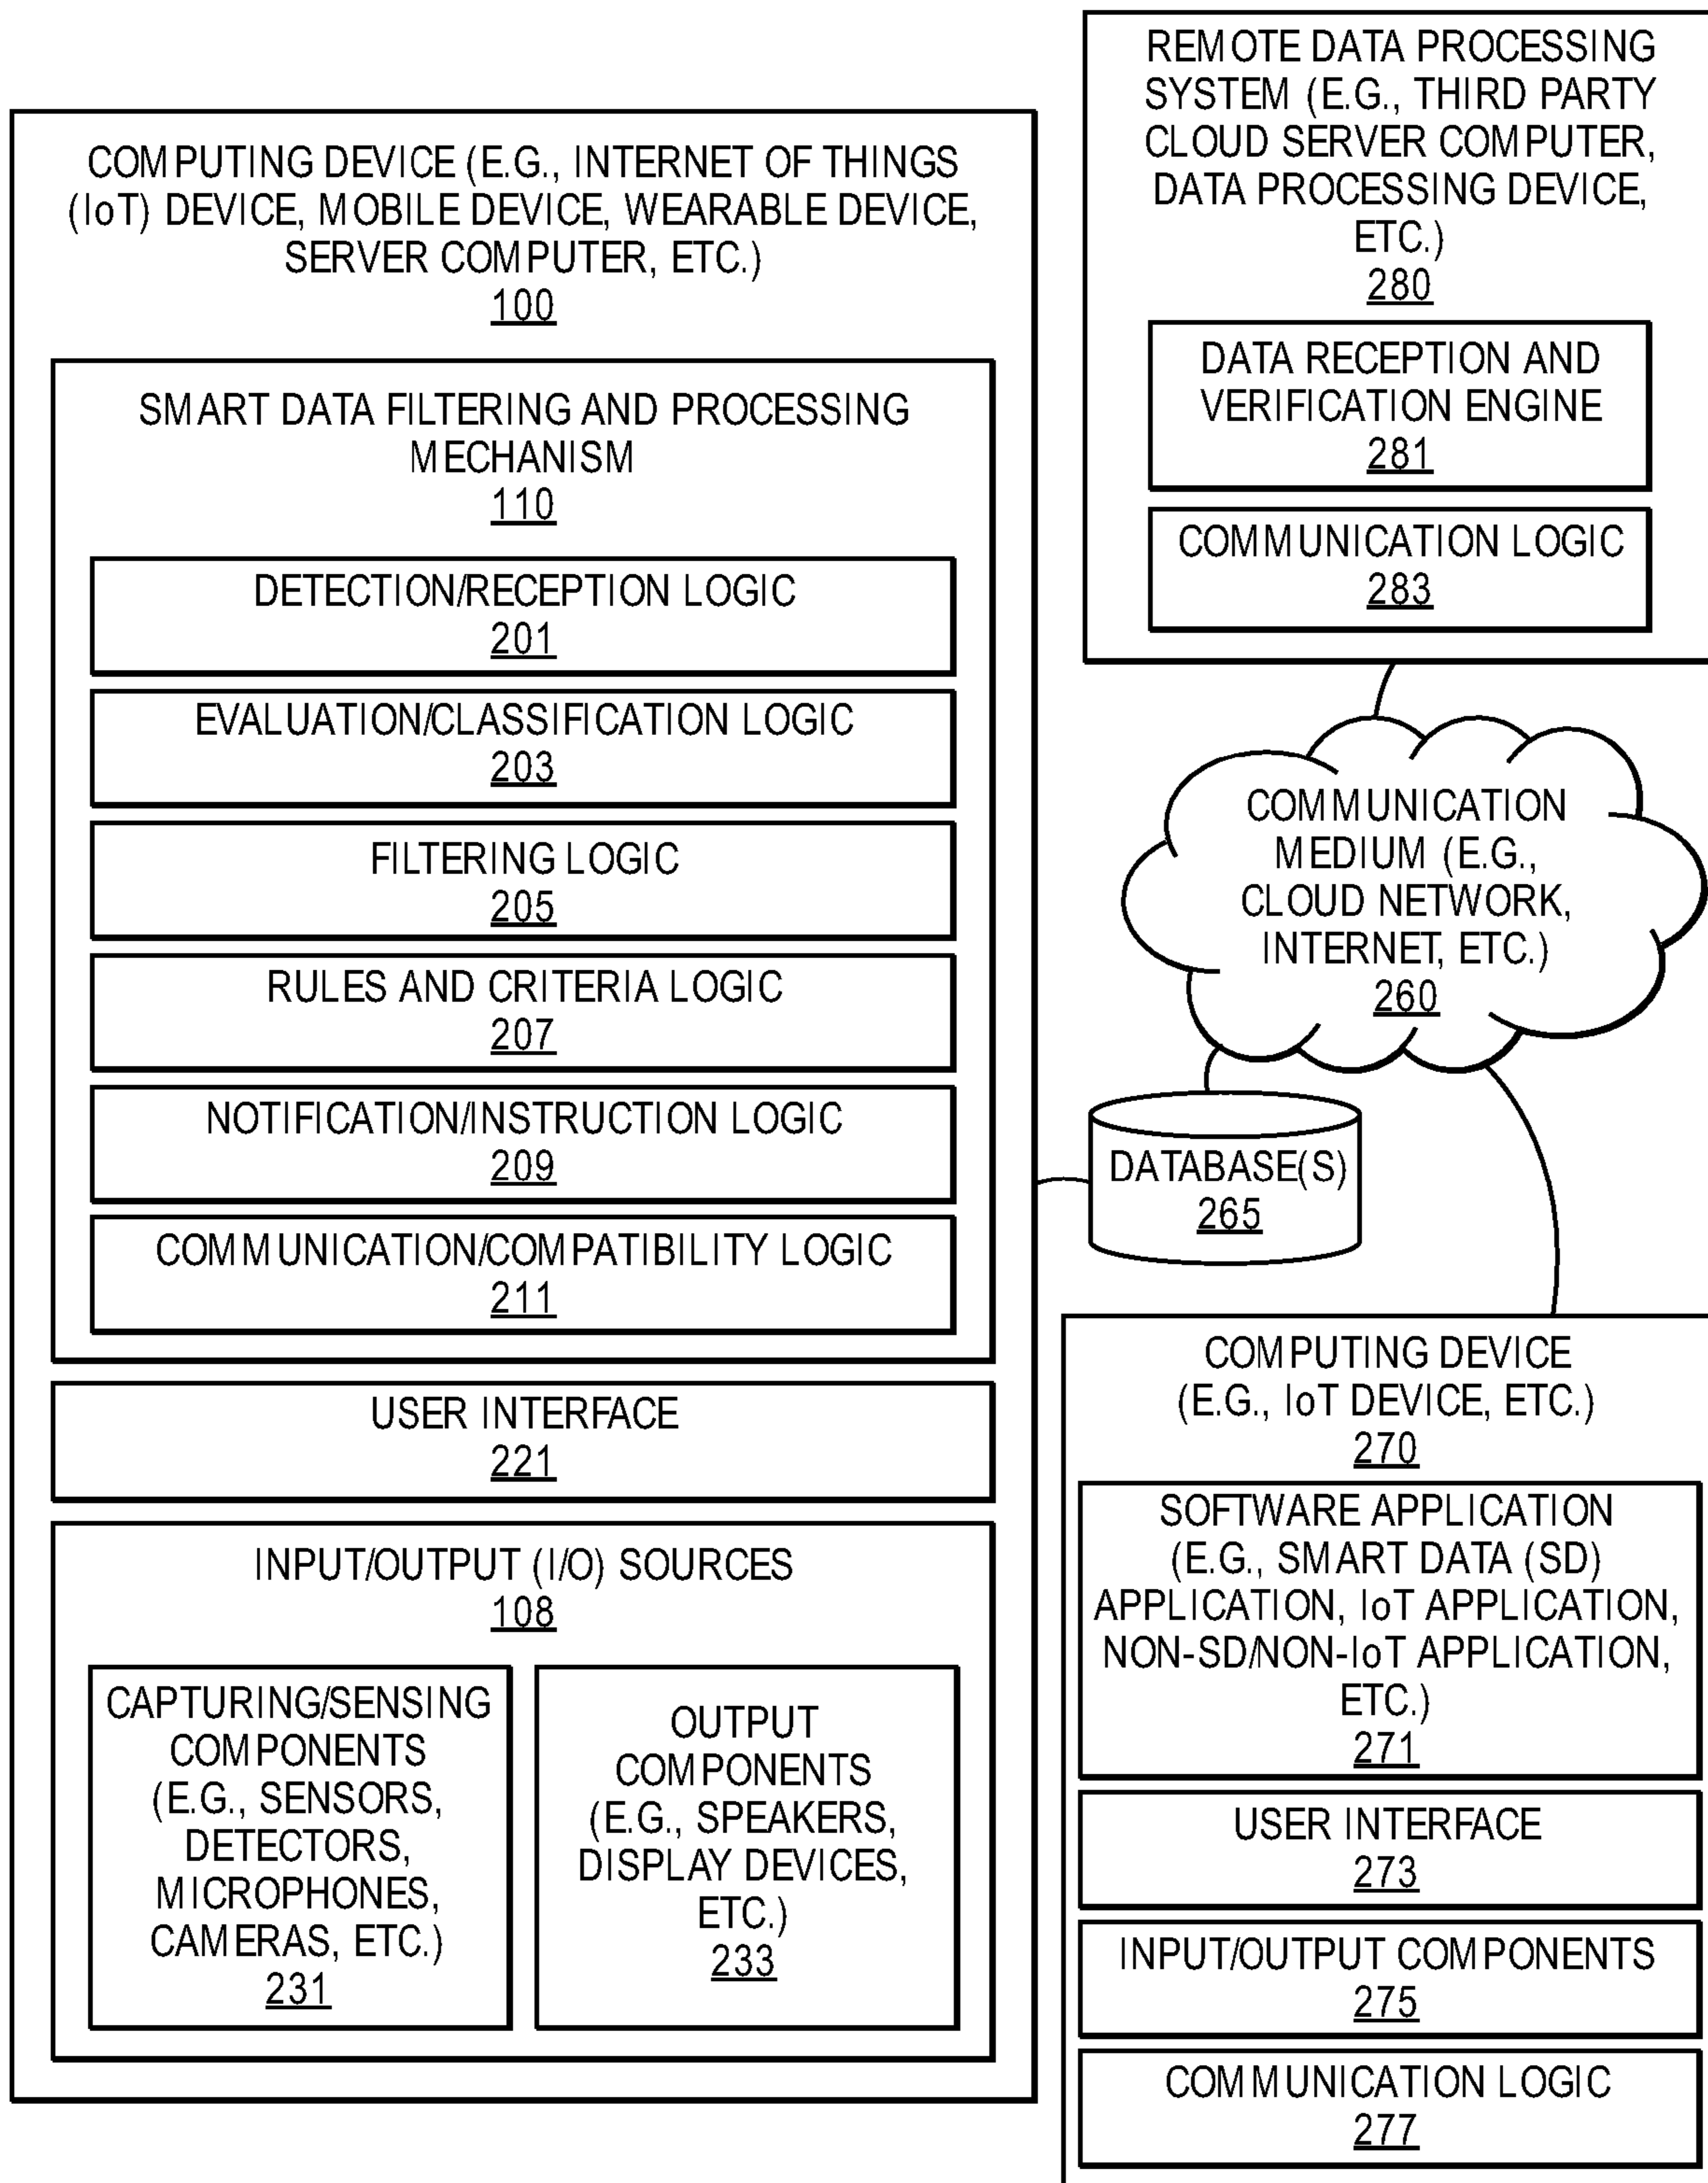 COMPUTING DEVICE (E.G., INTERNET OF THINGS
(IoT) DEVICE, MOBILE DEVICE, WEARABLE DEVICE,
SERVER COMPUTER, ETC.)
100
SMART DATA FILTERING AND PROCESSING
MECHANISM
110
DETECTION/RECEPTION LOGIC
201
EVALUATION/CLASSIFICATION LOGIC
203
FILTERING LOGIC
205
RULES AND CRITERIA LOGIC
207
NOTIFICATION/INSTRUCTION LOGIC
209
COMMUNICATION/COMPATIBILITY LOGIC
211
USER INTERFACE
221
INPUT/OUTPUT (I/O) SOURCES
108
CAPTURING/SENSING
COMPONENTS
(E.G., SENSORS,
DETECTORS,
MICROPHONES,
CAMERAS, ETC.)
231
OUTPUT
COMPONENTS
(E.G., SPEAKERS,
DISPLAY DEVICES,
ETC.)
233
REMOTE DATA PROCESSING
SYSTEM (E.G., THIRD PARTY
CLOUD SERVER COMPUTER,
DATA PROCESSING DEVICE,
ETC.)
280
DATA RECEPTION AND
VERIFICATION ENGINE
281
COMMUNICATION LOGIC
283
COMMUNICATION
MEDIUM (E.G.,
CLOUD NETWORK,
INTERNET, ETC.)
260
DATABASE(S)
265
COMPUTING DEVICE
(E.G., IoT DEVICE, ETC.)
270
SOFTWARE APPLICATION
(E.G., SMART DATA (SD)
APPLICATION, IoT APPLICATION,
NON-SD/NON-IoT APPLICATION,
ETC.)
271
USER INTERFACE
273
INPUT/OUTPUT COMPONENTS
275
COMMUNICATION LOGIC
277